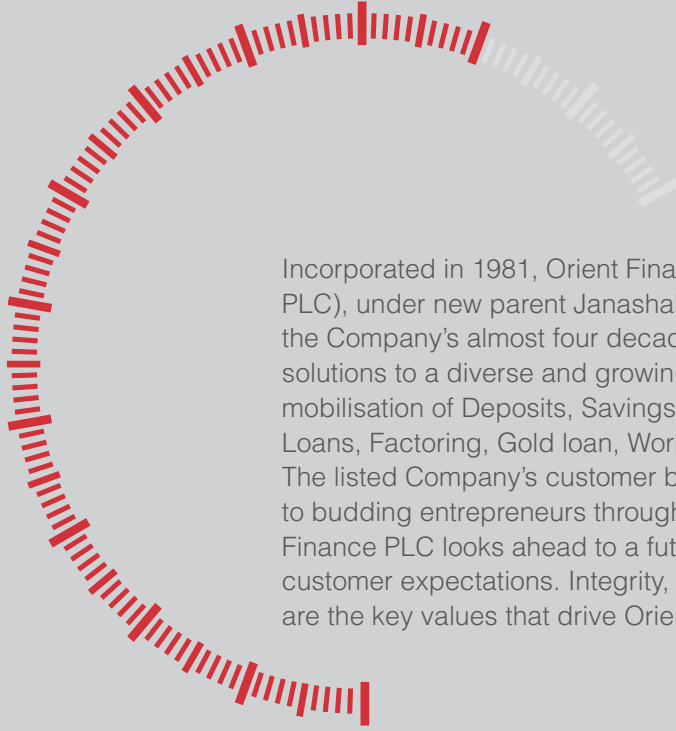 Incorporated in 1981, Orient Fina
PLC), under new parent Janasha
the Company's almost four decad
solutions to a diverse and growing
mobilisation of Deposits, Savings
Loans, Factoring, Gold loan, Wor
The listed Company's customer b
to budding entrepreneurs through
Finance PLC looks ahead to a fut
customer expectations. Integrity,
are the key values that drive Orie